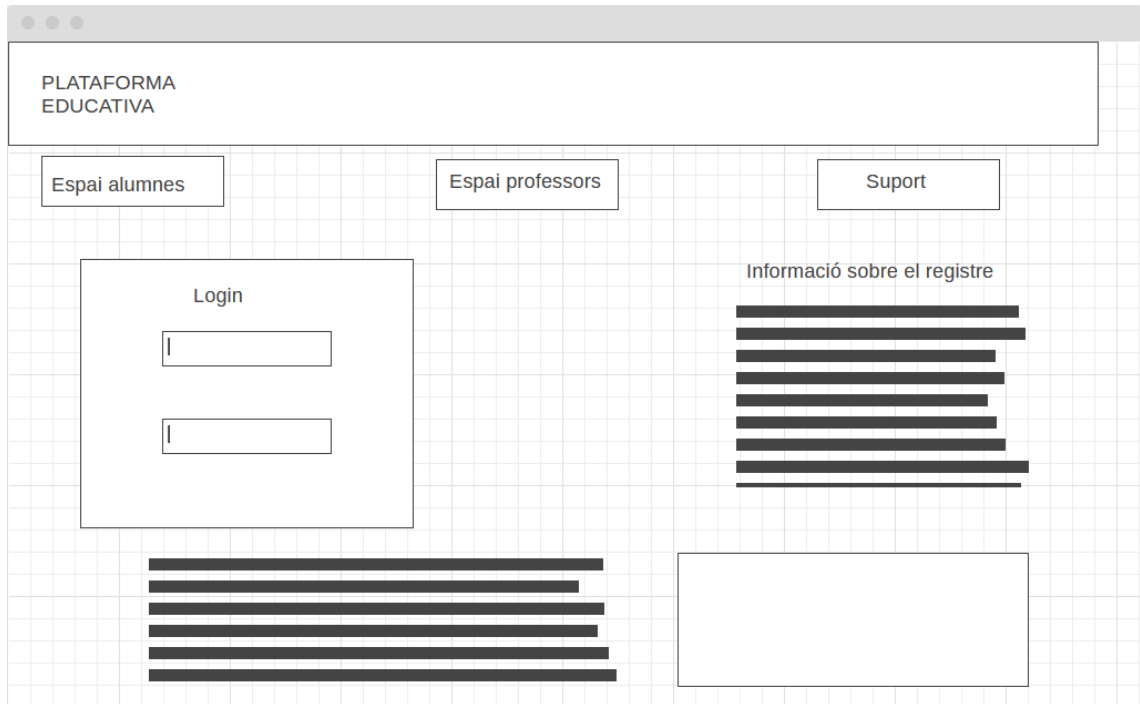 PLATAFORMA
EDUCATIVA
Espai alumnes
Espai professors
Suport
Login
Informació sobre el registre